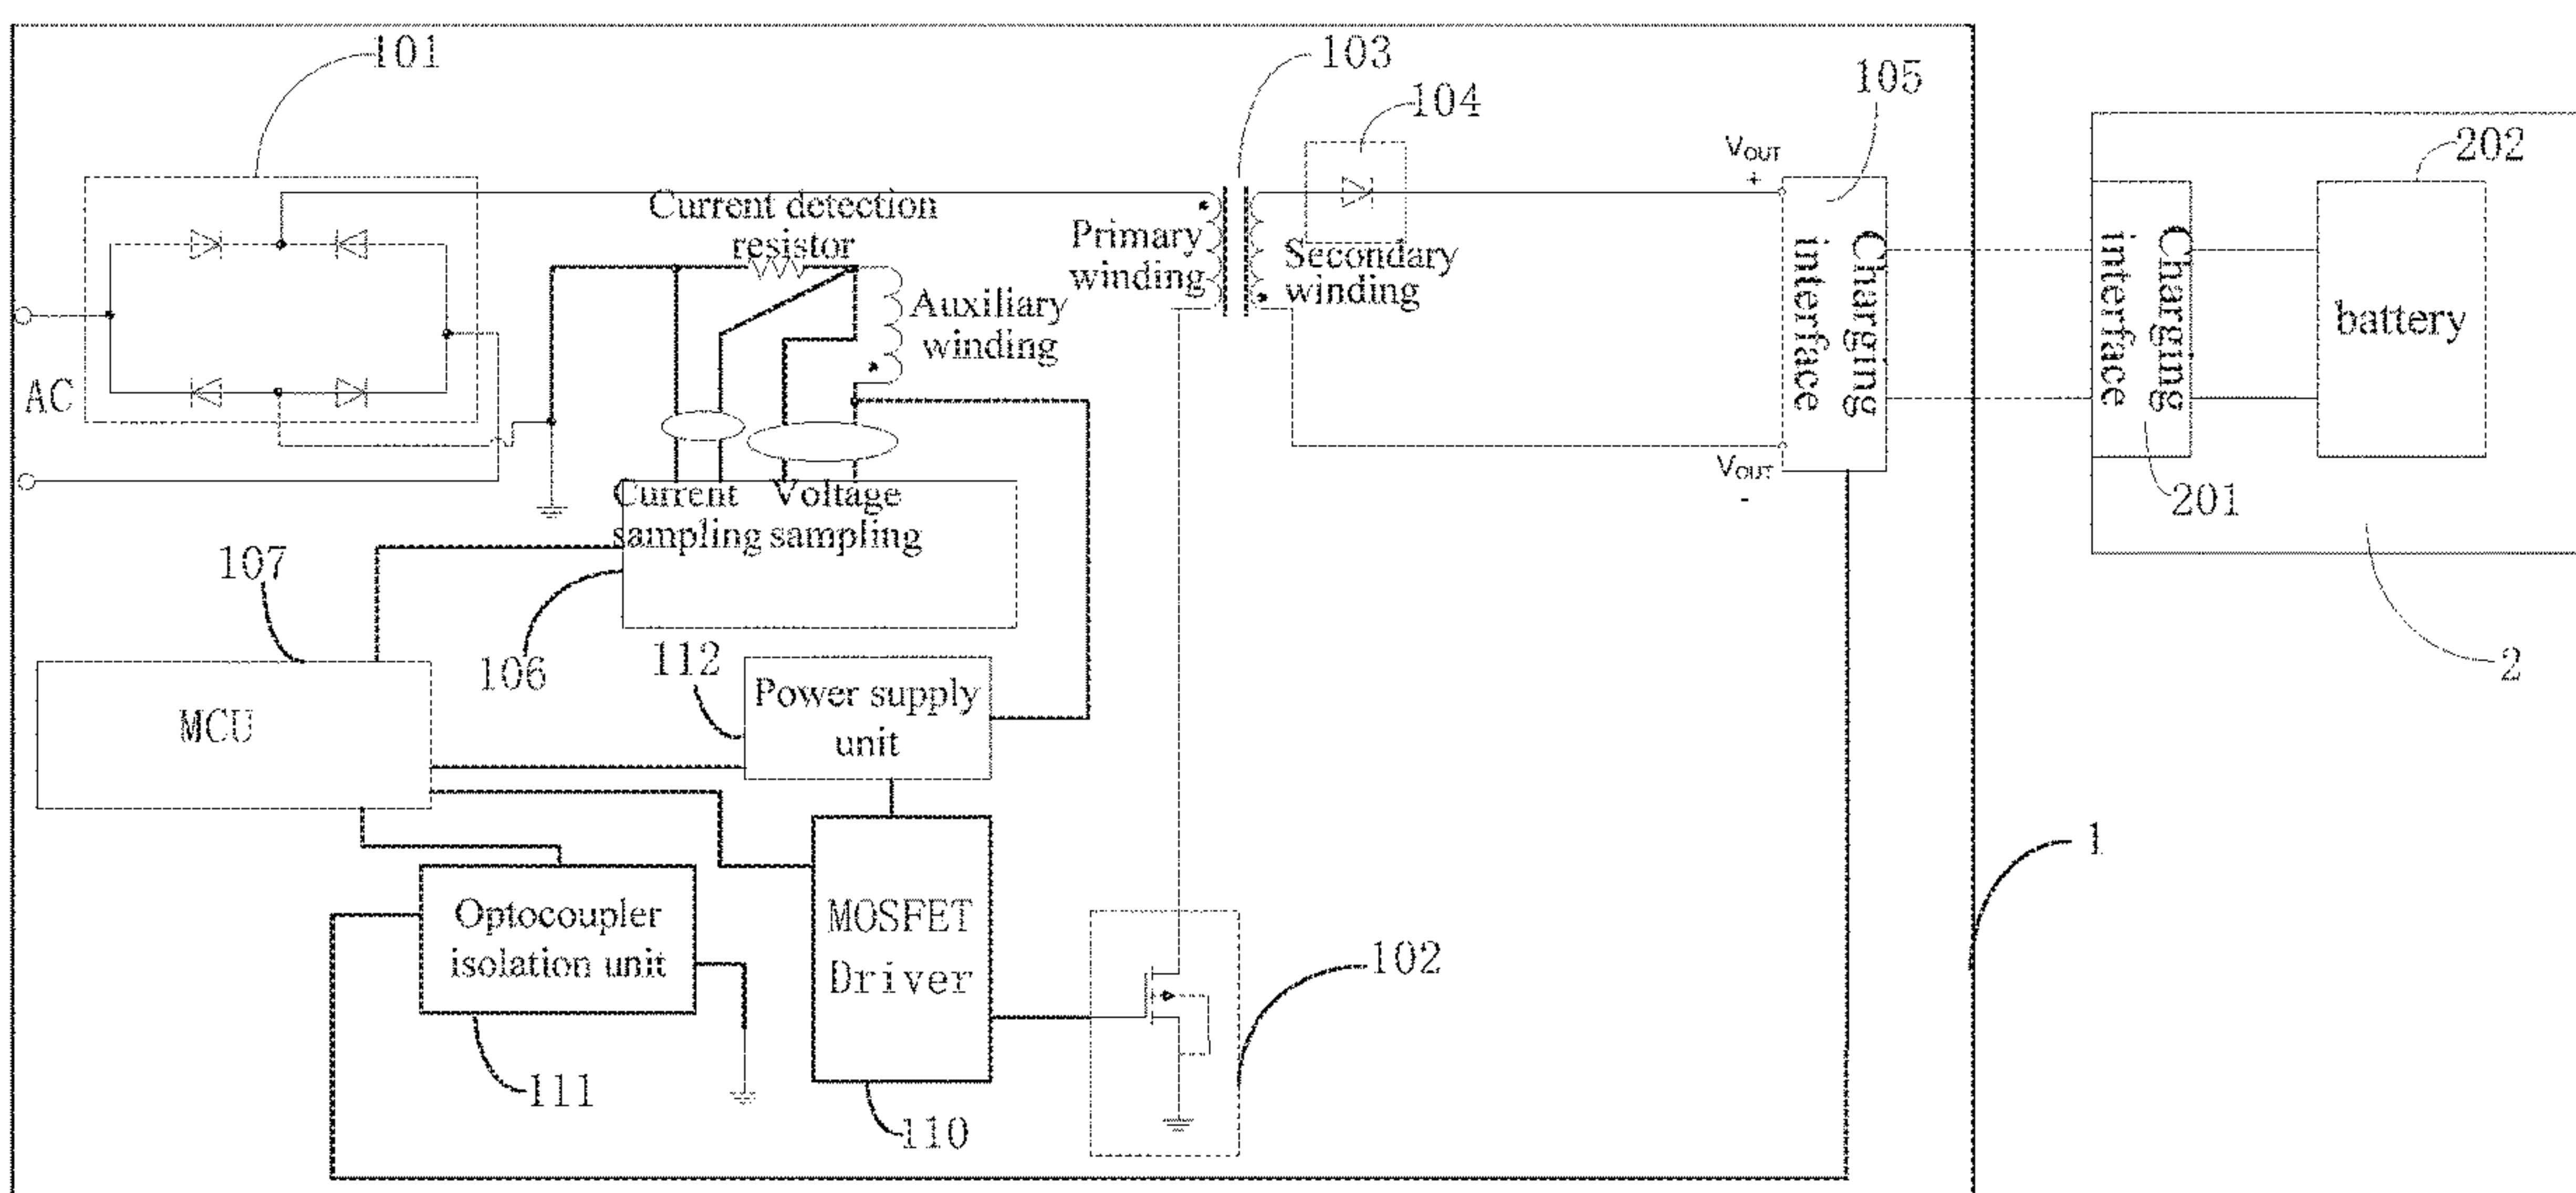 101
103
105
104
202
V_OUT
+
Current detection
resistor
Primary
winding
Secondary
winding
Auxiliary
winding
Charging
interface
Charging
interface
battery
AC
V_OUT
-
201
Current Voltage
sampling sampling
107
106
112
2
MCU
Power supply
unit
1
Optocoupler
isolation unit
MOSFET
Driver
102
111
110